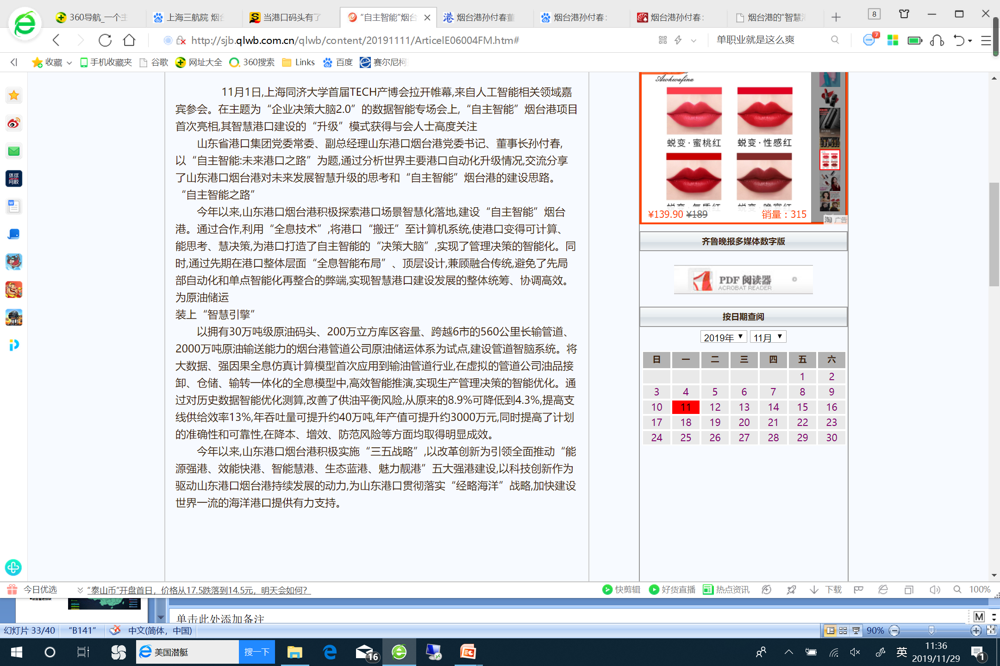 360导航_一个主
上海三航院 烟台
当港口码头有了
“自主智能”烟台
烟台港孙付春董
烟台港孙付春：
烟台港孙付春：
烟台港的“智慧港
8
http://sjb.qlwb.com.cn/qlwb/content/20191111/ArticelE06004FM.htm#
单职业就是这么爽
7
收藏
手机收藏夹
谷歌
网址大全
360搜索
Links
百度
赛尔尼柯
11月1日,上海同济大学首届TECH产博会拉开帷幕,来自人工智能相关领域嘉
宾参会。在主题为“企业决策大脑2.0”的数据智能专场会上,“自主智能”烟台港项目
首次亮相,其智慧港口建设的“升级”模式获得与会人士高度关注
山东省港口集团党委常委、副总经理山东港口烟台港党委书记、董事长孙付春,
以“自主智能:未来港口之路”为题,通过分析世界主要港口自动化升级情况,交流分享
了山东港口烟台港对未来发展智慧升级的思考和“自主智能”烟台港的建设思路。
“自主智能之路”
今年以来,山东港口烟台港积极探索港口场景智慧化落地,建设“自主智能”烟台
港。通过合作,利用“全息技术”,将港口“搬迁”至计算机系统,使港口变得可计算、
能思考、慧决策,为港口打造了自主智能的“决策大脑”,实现了管理决策的智能化。同
时,通过先期在港口整体层面“全息智能布局”、顶层设计,兼顾融合传统,避免了先局
部自动化和单点智能化再整合的弊端,实现智慧港口建设发展的整体统筹、协调高效。
为原油储运
装上“智慧引擎”
以拥有30万吨级原油码头、200万立方库区容量、跨越6市的560公里长输管道、
2000万吨原油输送能力的烟台港管道公司原油储运体系为试点,建设管道智脑系统。将
大数据、强因果全息仿真计算模型首次应用到输油管道行业,在虚拟的管道公司油品接
卸、仓储、输转一体化的全息模型中,高效智能推演,实现生产管理决策的智能优化。通
过对历史数据智能优化测算,改善了供油平衡风险,从原来的8.9%可降低到4.3%,提高支
线供给效率13%,年吞吐量可提升约40万吨,年产值可提升约3000万元,同时提高了计划
的准确性和可靠性,在降本、增效、防范风险等方面均取得明显成效。
今年以来,山东港口烟台港积极实施“三五战略”,以改革创新为引领全面推动“能
源强港、效能快港、智能慧港、生态蓝港、魅力靓港”五大强港建设,以科技创新作为
驱动山东港口烟台港持续发展的动力,为山东港口贯彻落实“经略海洋”战略,加快建设
世界一流的海洋港口提供有力支持。
Awkwafina
蜕变·蜜桃红 蜕变·性感红
蜕变·气质红 蜕变·晚宴红
¥139.90 ¥189 销量：315
淘 广告
齐鲁晚报多媒体数字版
PDF 阅读器
ACROBAT READER
按日期查阅
2019年 11月
日 一 二 三 四 五 六
1 2
3 4 5 6 7 8 9
10 11 12 13 14 15 16
17 18 19 20 21 22 23
24 25 26 27 28 29 30
今日优选
“泰山币”开盘首日，价格从17.5跌落到14.5元，明天会如何？
快剪辑
好货直播
热点资讯
下载
100%
单击此处添加备注
M
幻灯片 33/40
“B141”
中文(简体，中国)
90%
美国潜艇
搜一下
16
英
11:36
2019/11/29
1